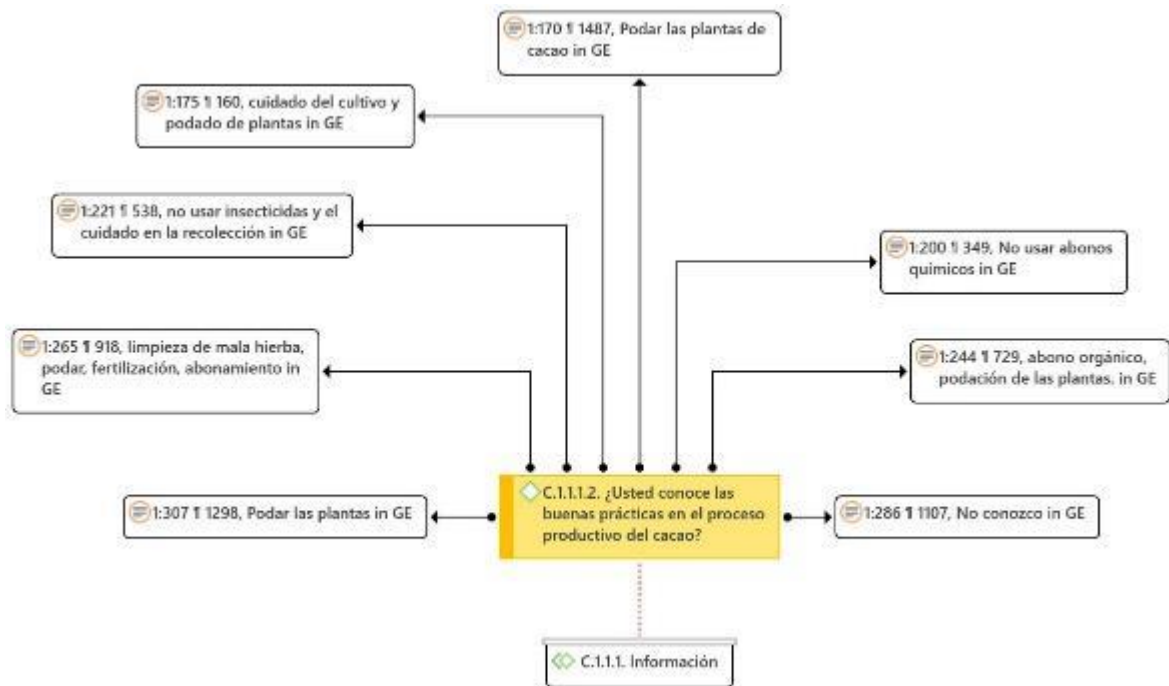 1:170 ¶ 1487, Podar las plantas de
cacao in GE
1:175 ¶ 160, cuidado del cultivo y
podado de plantas in GE
1:221 ¶ 538, no usar insecticidas y el
cuidado en la recolección in GE
1:200 ¶ 349, No usar abonos
químicos in GE
1:265 ¶ 918, limpieza de mala hierba,
podar, fertilización, abonamiento in
GE
1:244 ¶ 729, abono orgánico,
podación de las plantas. in GE
C.1.1.1.2. ¿Usted conoce las
buenas prácticas en el proceso
productivo del cacao?
1:307 ¶ 1298, Podar las plantas in GE
1:286 ¶ 1107, No conozco in GE
C.1.1.1. Información